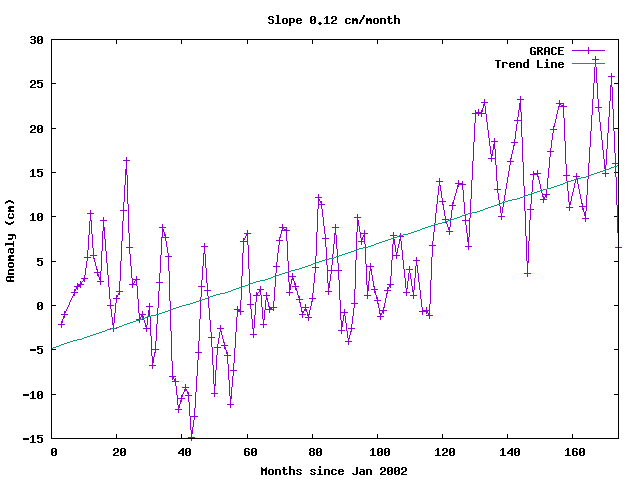 Slope 0.12 cm/month
GRACE
Trend Line
30
25
20
15
10
5
0
-5
-10
-15
Anomaly (cm)
0 20 40 60 80 100 120 140 160
Months since Jan 2002